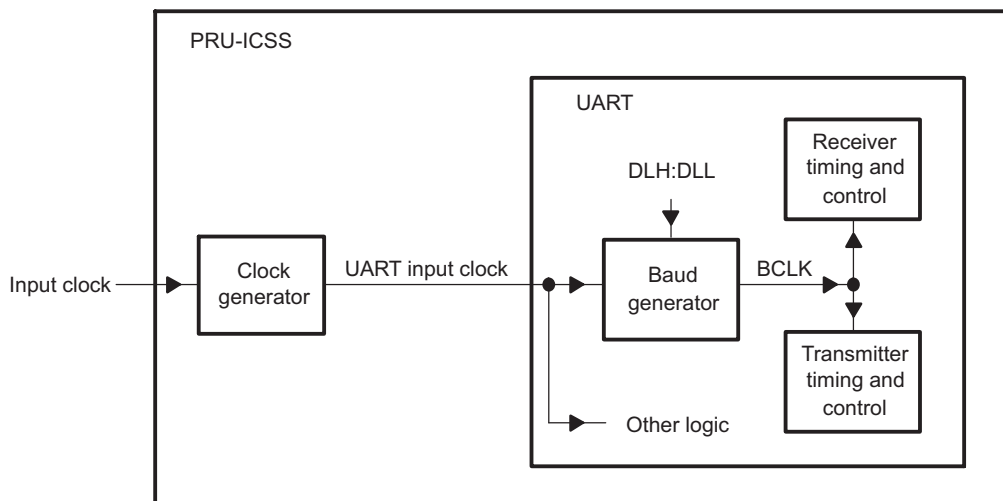 PRU-ICSS
UART
Receiver
timing and
control
DLH:DLL
Input clock
Clock
generator
UART input clock
Baud
generator
BCLK
Transmitter
timing and
control
Other logic